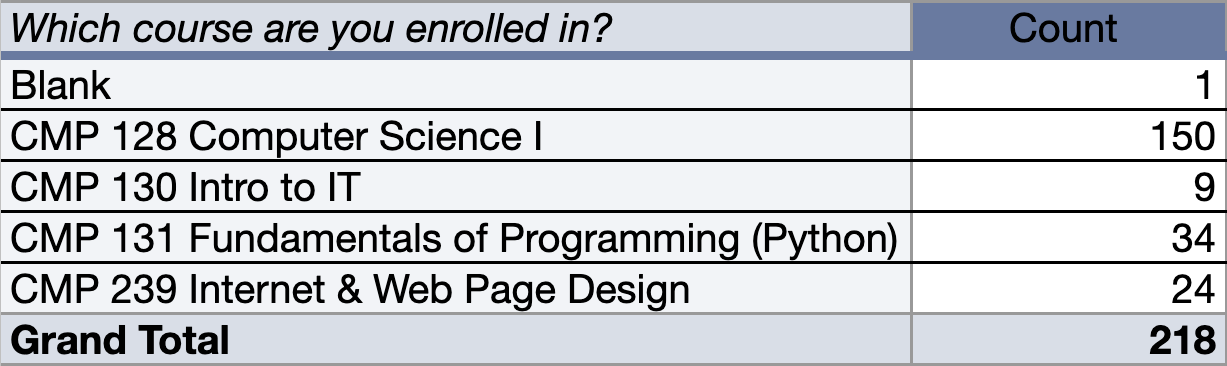 Which course are you enrolled in? Count
Blank 1
CMP 128 Computer Science I 150
CMP 130 Intro to IT 9
CMP 131 Fundamentals of Programming (Python) 34
CMP 239 Internet & Web Page Design 24
Grand Total 218